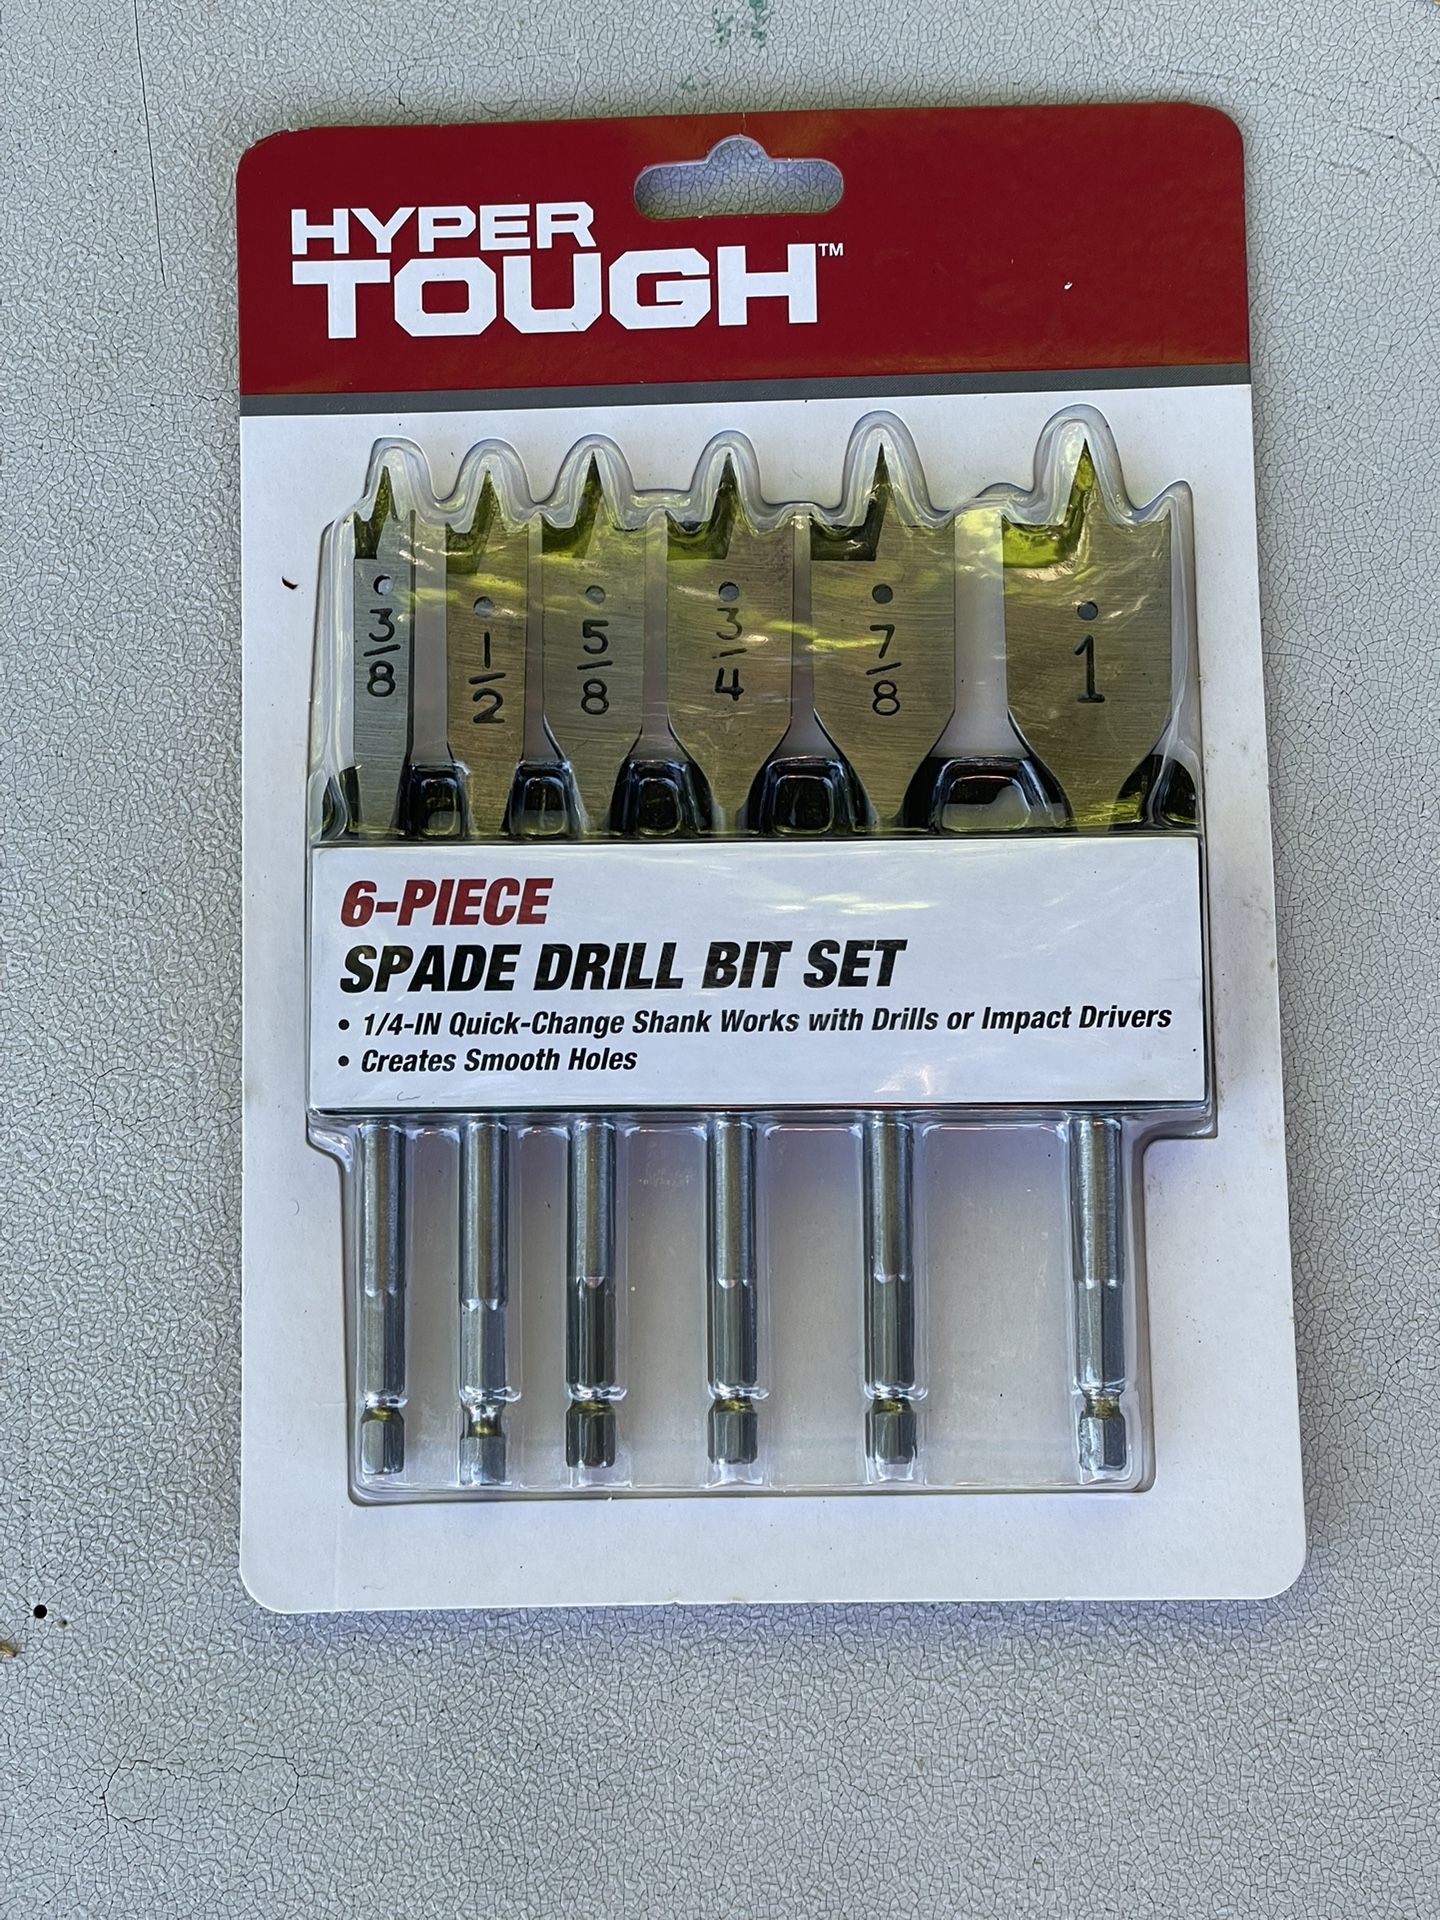 HYPER
TOUGH™
3/8
1/2
5/8
3/4
7/8
1
6-PIECE
SPADE DRILL BIT SET
• 1/4-IN Quick-Change Shank Works with Drills or Impact Drivers
• Creates Smooth Holes